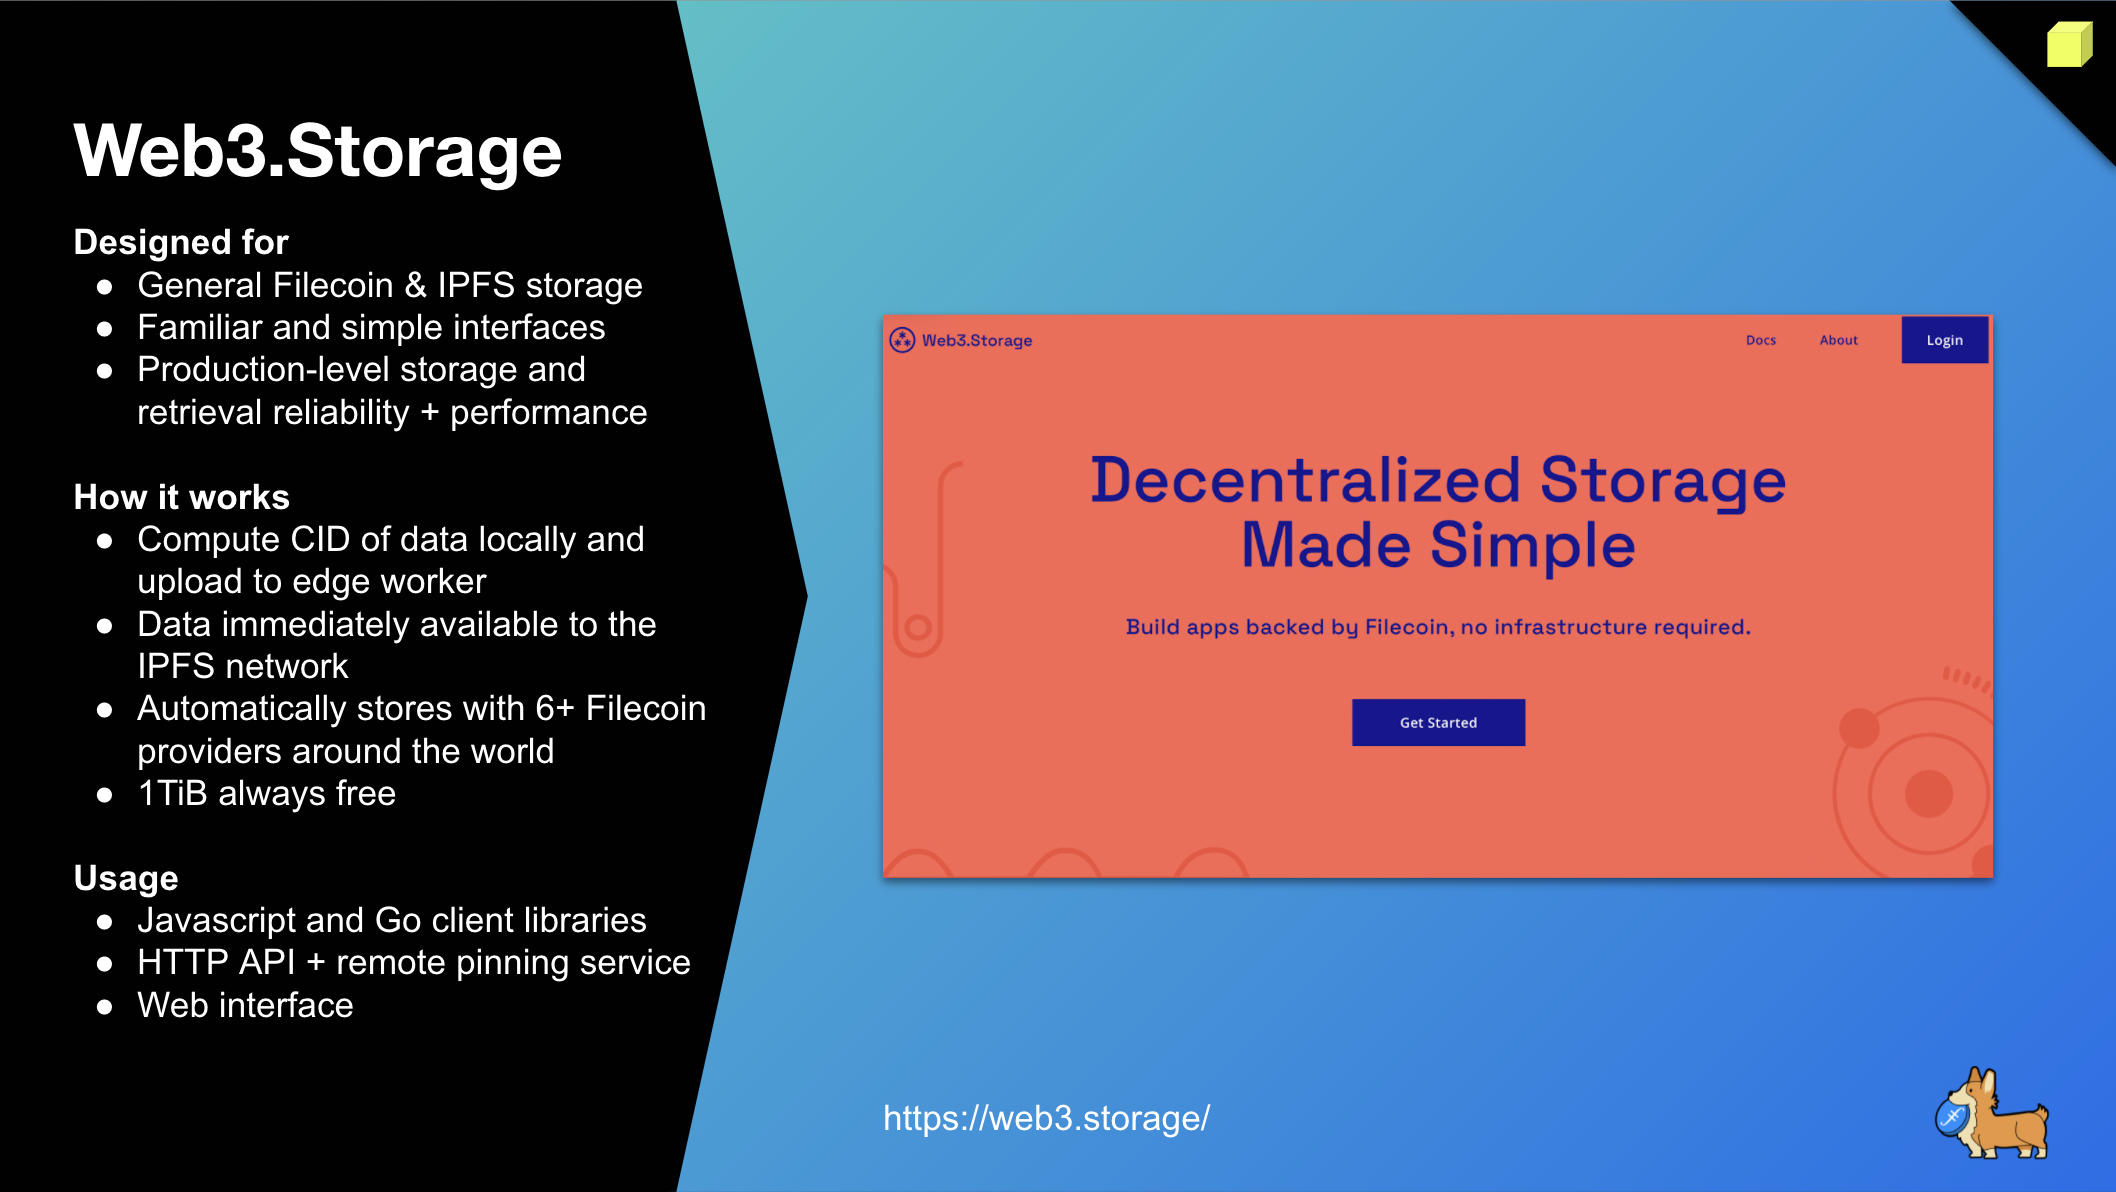 Web3.Storage
Designed for
● General Filecoin & IPFS storage
● Familiar and simple interfaces
● Production-level storage and
retrieval reliability + performance
How it works
● Compute CID of data locally and
upload to edge worker
● Data immediately available to the
IPFS network
● Automatically stores with 6+ Filecoin
providers around the world
● 1TiB always free
Usage
● Javascript and Go client libraries
● HTTP API + remote pinning service
● Web interface
Web3.Storage
Docs
About
Login
Decentralized Storage
Made Simple
Build apps backed by Filecoin, no infrastructure required.
Get Started
https://web3.storage/